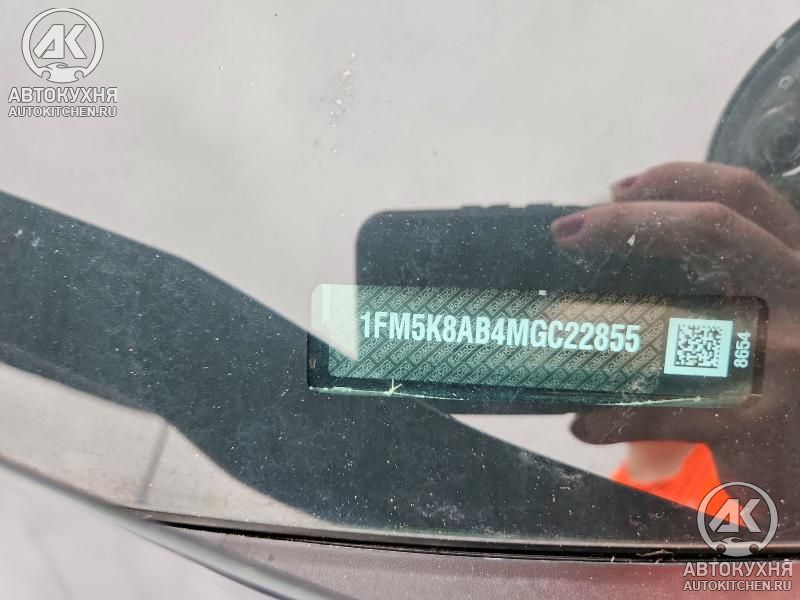 АК
АВТОКУХНЯ
AUTOKITCHEN.RU
1FM5K8AB4MGC22855
8654
АК
АВТОКУХНЯ
AUTOKITCHEN.RU